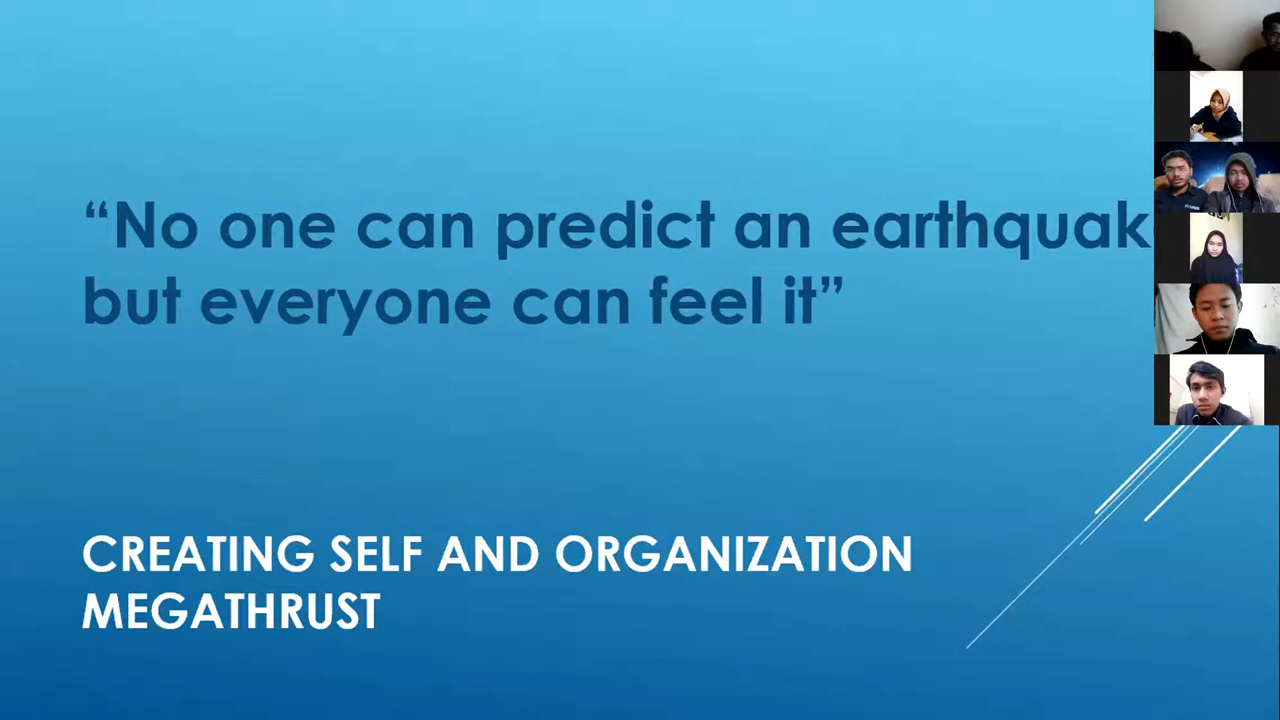 “No one can predict an earthquak
but everyone can feel it”
CREATING SELF AND ORGANIZATION
MEGATHRUST